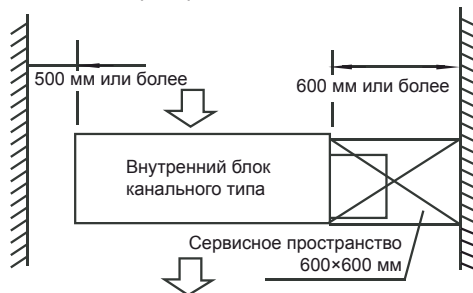 500 мм или более
600 мм или более
Внутренний блок
канального типа
Сервисное пространство
600×600 мм